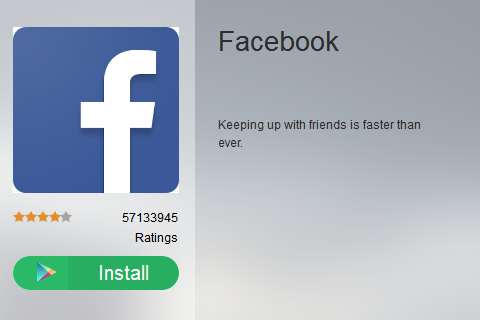 Facebook
Keeping up with friends is faster than
ever.
57133945
Ratings
Install